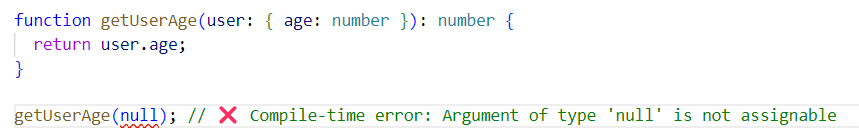 function getUserAge(user: { age: number }): number {
  return user.age;
}
getUserAge(null); // ❌ Compile-time error: Argument of type 'null' is not assignable